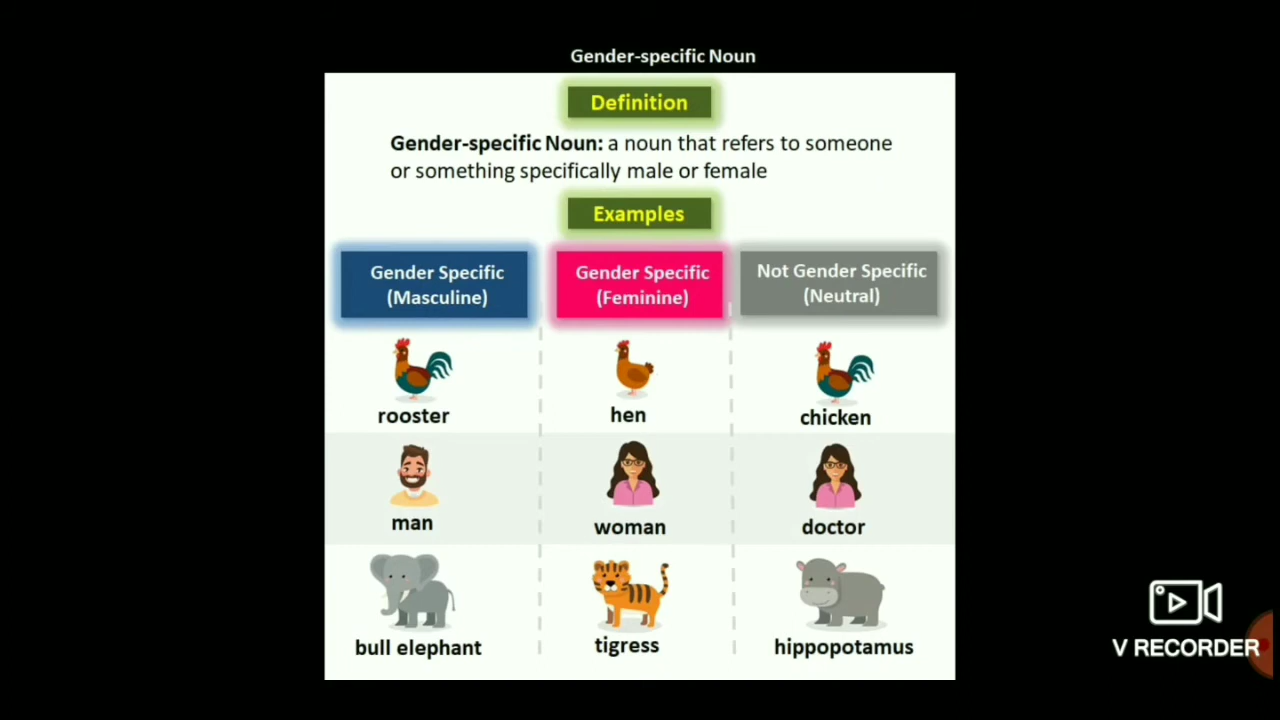 Gender-specific Noun
Definition
Gender-specific Noun: a noun that refers to someone
or something specifically male or female
Examples
Gender Specific
(Masculine)
Gender Specific
(Feminine)
Not Gender Specific
(Neutral)
rooster
hen
chicken
man
woman
doctor
bull elephant
tigress
hippopotamus
V RECORDER